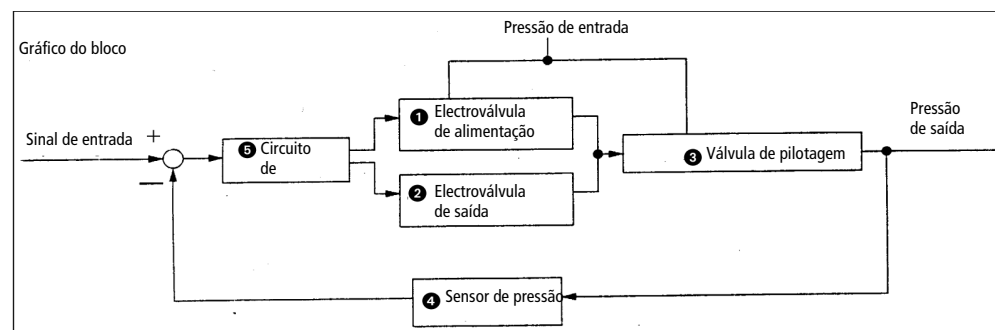 Pressão de entrada
Gráfico do bloco
❶ Electroválvula
de alimentação
Pressão
de saída
Sinal de entrada
+
❺ Circuito
de
❸ Válvula de pilotagem
—
❷ Electroválvula
de saída
❹ Sensor de pressão